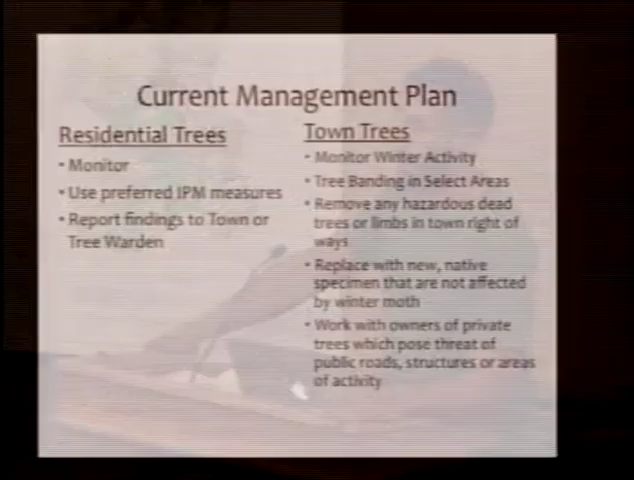 Current Management Plan
Residential Trees
• Monitor
• Use preferred IPM measures
• Report findings to Town or
Tree Warden
Town Trees
• Monitor Winter Activity
• Tree Banding in Select Areas
• Remove any hazardous dead
trees or limbs in town right of
ways
• Replace with new, native
specimen that are not affected
by winter moth
• Work with owners of private
trees which pose threat of
public roads, structures or areas
of activity